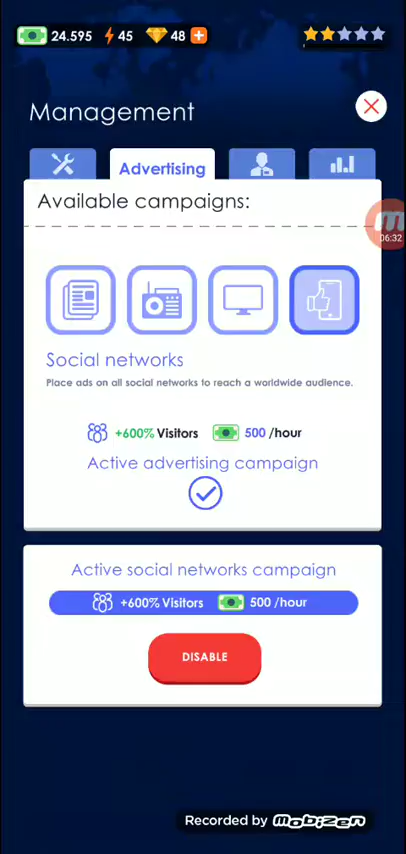 24.595 45 48
Management
Advertising
Available campaigns:
06:32
Social networks
Place ads on all social networks to reach a worldwide audience.
+600% Visitors 500 /hour
Active advertising campaign
Active social networks campaign
+600% Visitors 500 /hour
DISABLE
Recorded by mobizen